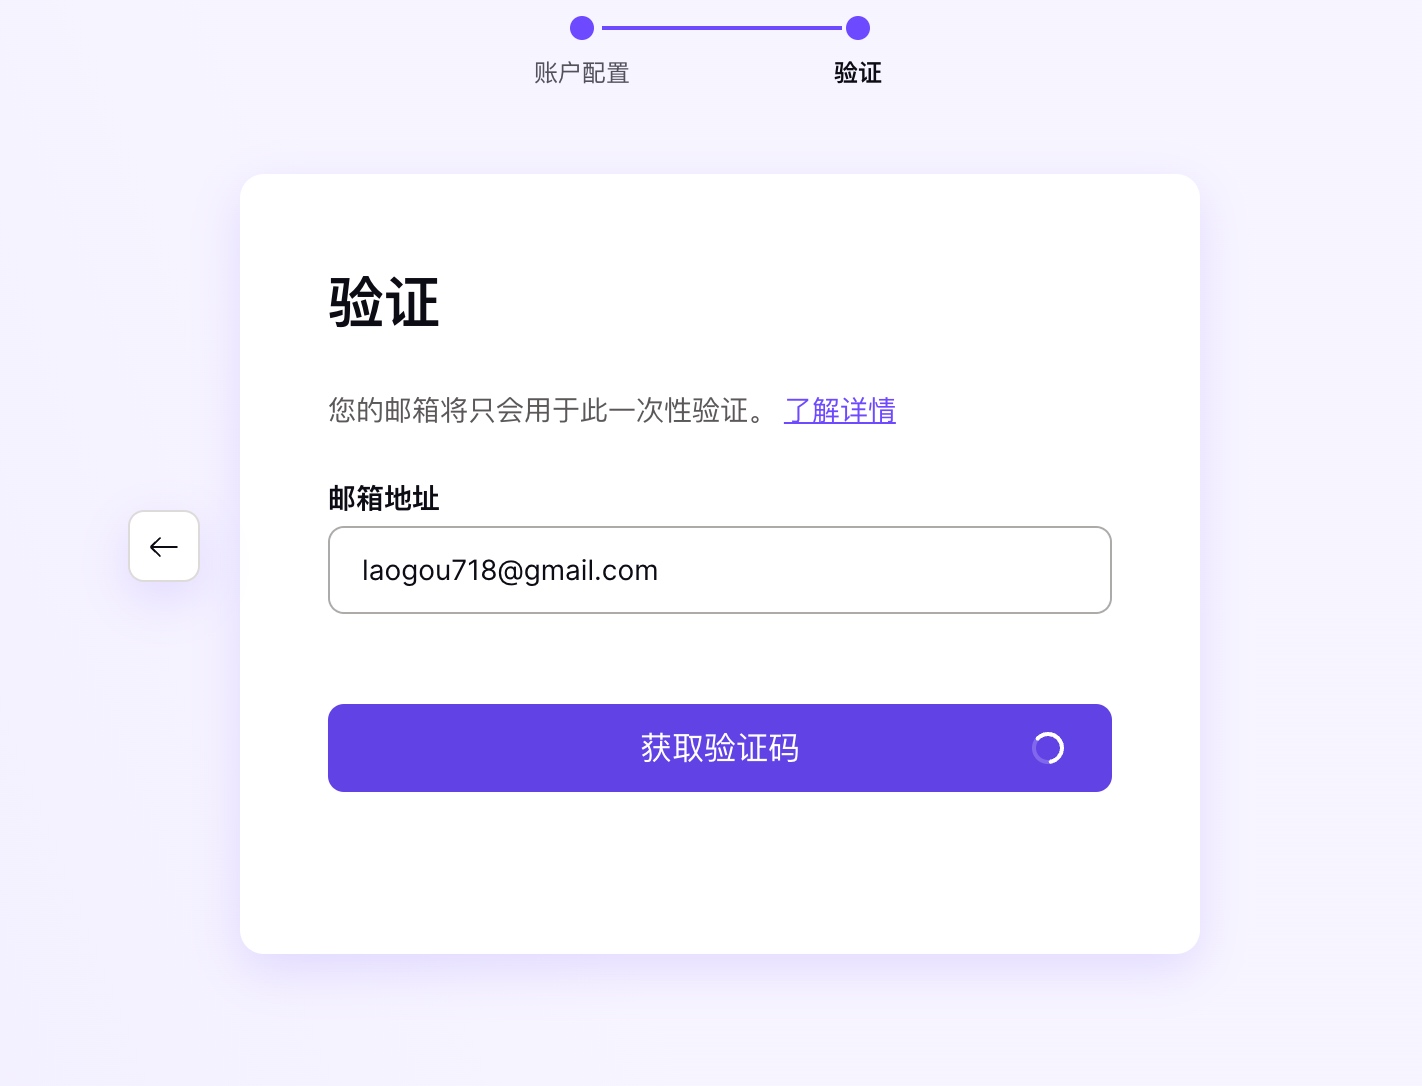 账户配置
验证
验证
您的邮箱将只会用于此一次性验证。 了解详情
邮箱地址
laogou718@gmail.com
获取验证码